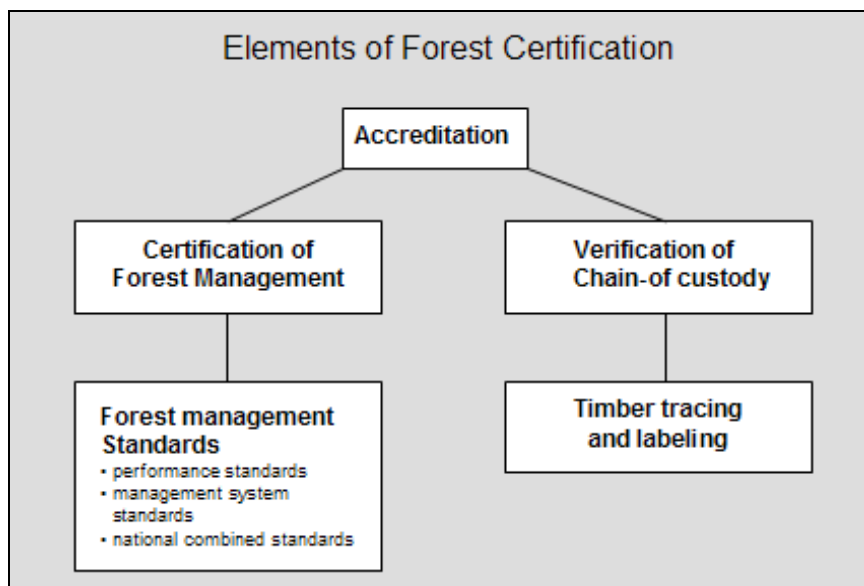 Elements of Forest Certification
Accreditation
Certification of
Forest Management
Verification of
Chain-of custody
Forest management
Standards
• performance standards
• management system
standards
• national combined standards
Timber tracing
and labeling